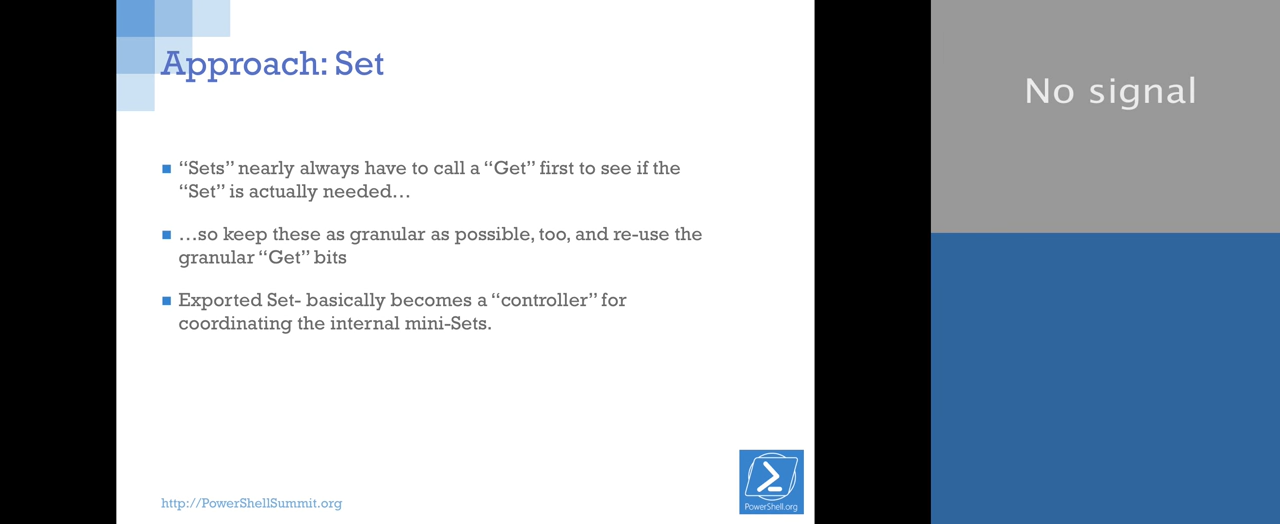 Approach: Set
“Sets” nearly always have to call a “Get” first to see if the
“Set” is actually needed…
…so keep these as granular as possible, too, and re-use the
granular “Get” bits
Exported Set- basically becomes a “controller” for
coordinating the internal mini-Sets.
http://PowerShellSummit.org
PowerShell.org
No signal